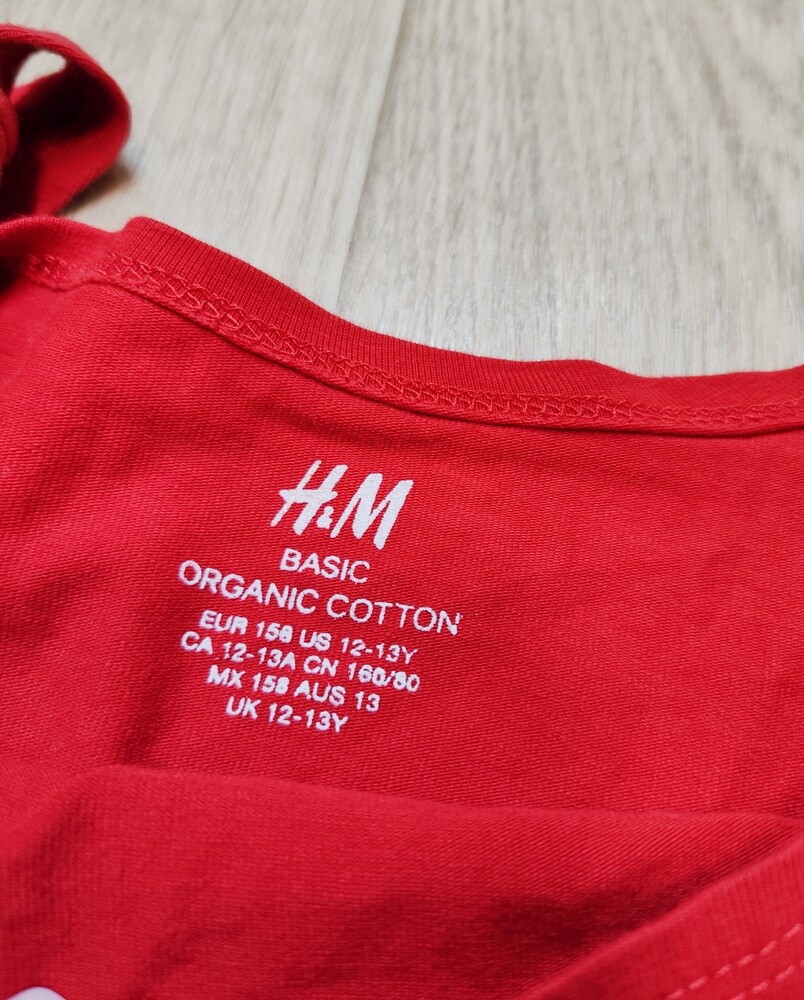 H&M
BASIC
ORGANIC COTTON
EUR 158 US 12-13Y
CA 12-13A CN 160/80
MX 158 AUS 13
UK 12-13Y